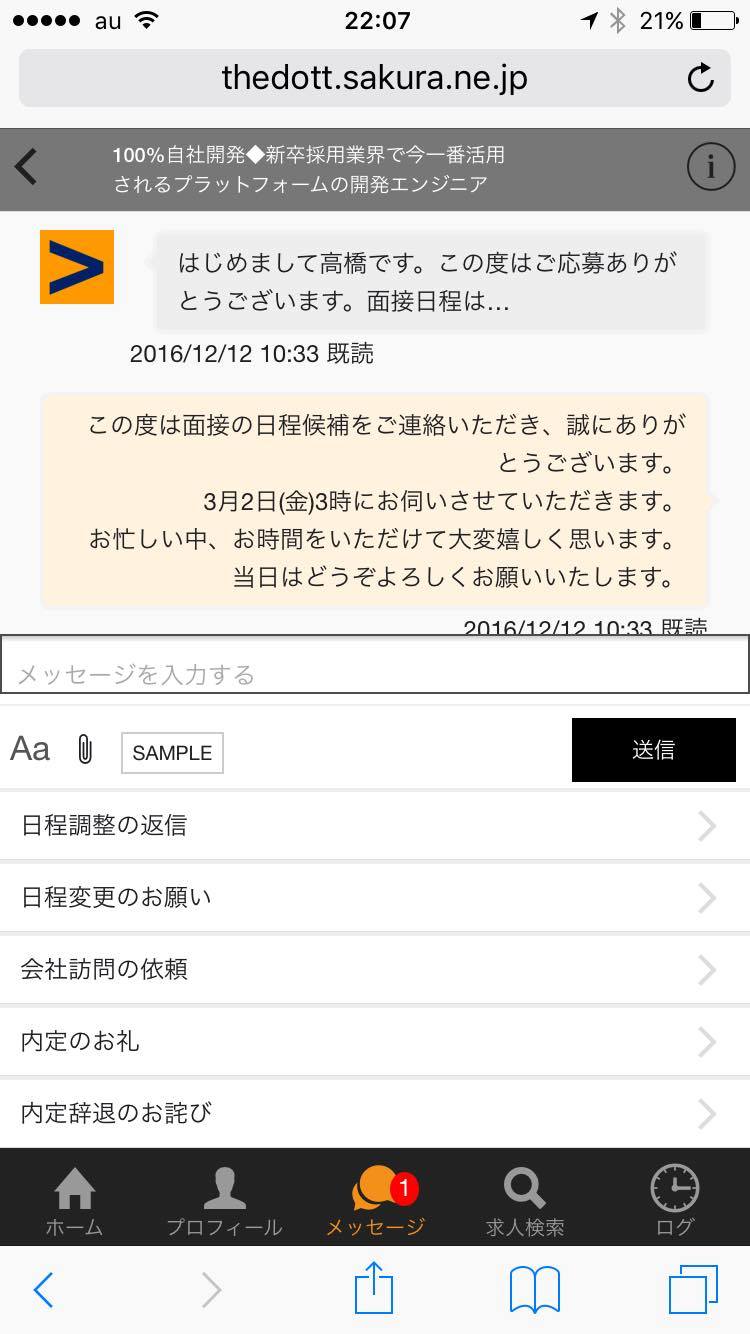 au 22:07 21%
thedott.sakura.ne.jp
100%自社開発◆新卒採用業界で今一番活用
されるプラットフォームの開発エンジニア
はじめまして高橋です。この度はご応募ありが
とうございます。面接日程は...
2016/12/12 10:33 既読
この度は面接の日程候補をご連絡いただき、誠にありが
とうございます。
3月2日(金)3時にお伺いさせていただきます。
お忙しい中、お時間をいただけて大変嬉しく思います。
当日はどうぞよろしくお願いいたします。
2016/12/12 10:33 既読
メッセージを入力する
Aa SAMPLE 送信
日程調整の返信
日程変更のお願い
会社訪問の依頼
内定のお礼
内定辞退のお詫び
1
ホーム プロフィール メッセージ 求人検索 ログ